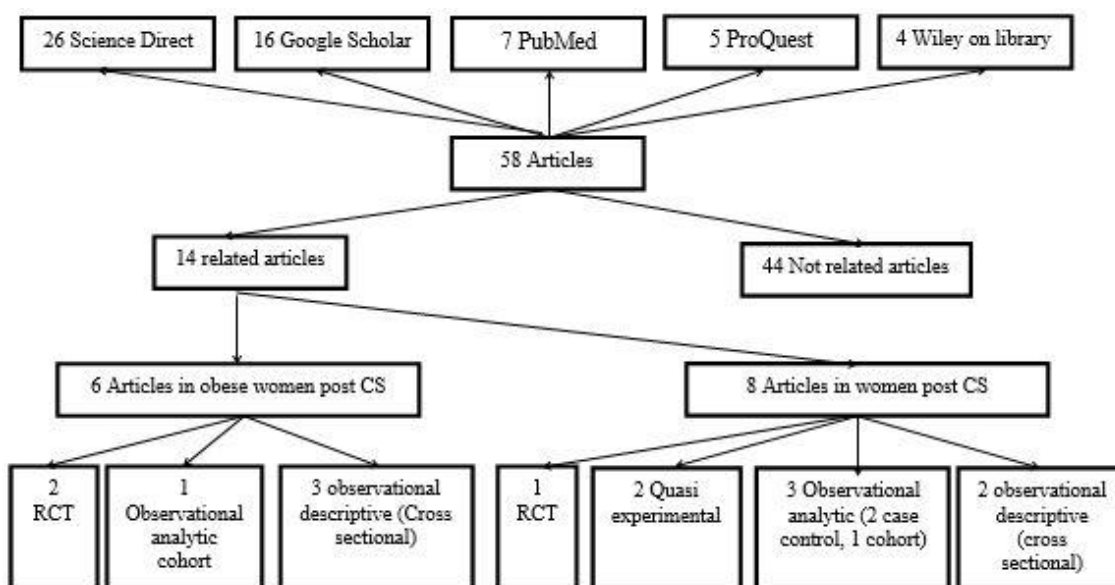 26 Science Direct
16 Google Scholar
7 PubMed
5 ProQuest
4 Wiley on library
58 Articles
14 related articles
44 Not related articles
6 Articles in obese women post CS
8 Articles in women post CS
2
RCT
1
Observational
analytic
cohort
3 observational
descriptive (Cross
sectional)
1
RCT
2 Quasi
experimental
3 Observational
analytic (2 case
control, 1 cohort)
2 observational
descriptive
(cross
sectional)